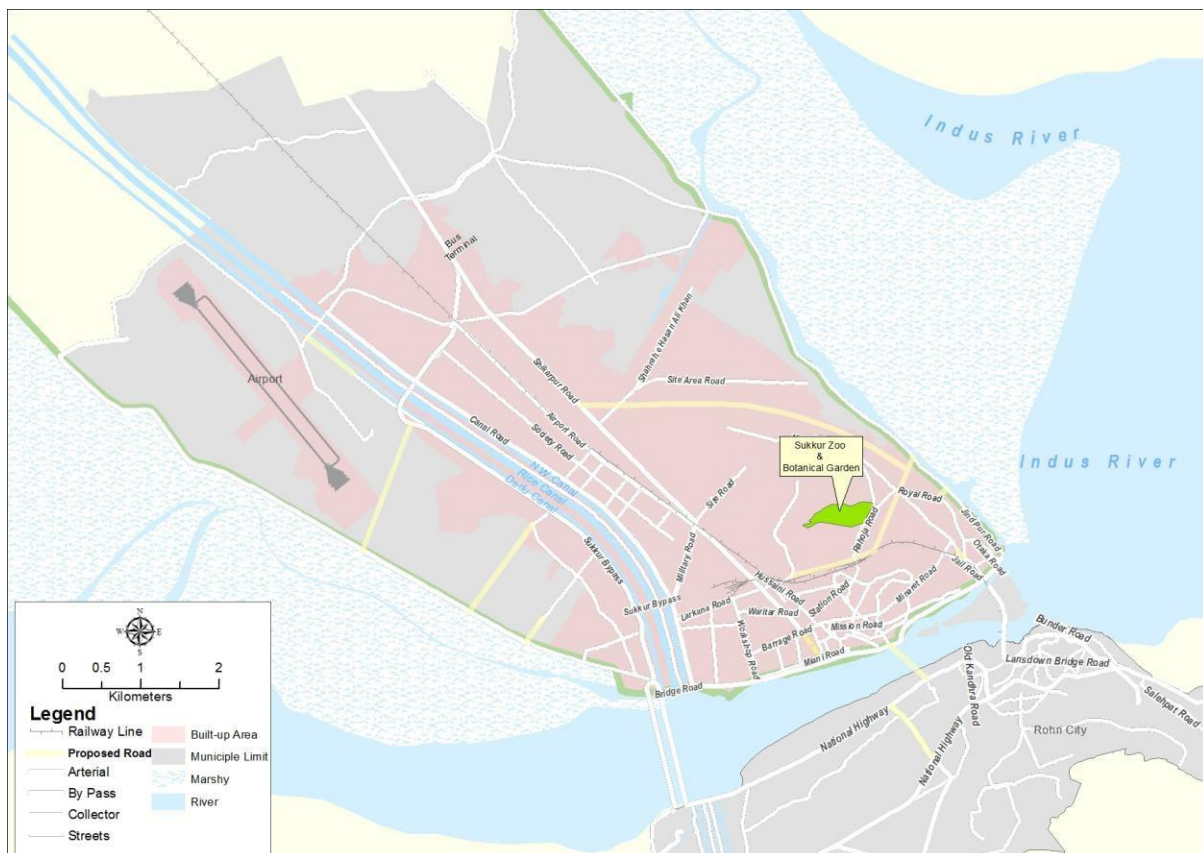 Indus River
Bus
Terminal
Shahrahe Hasan Ali Khan
Airport
Shikarpur Road
Site Area Road
Airport Road
Canal Road
Society Road
Sukkur Zoo
&
Botanical Garden
Indus River
N.W. Canal
Rice Canal
Dadu Canal
Site Road
Royal Road
Jind Pur Road
Rahoja Road
Otaka Road
Sukkur Bypass
Military Road
Jail Road
Hussaini Road
Minaret Road
Station Road
Larkana Road
Sukkur Bypass
Waritar Road
Mission Road
Workshop Road
Barrage Road
Bunder Road
Miani Road
Old Kandhra Road
Lansdown Bridge Road
Bridge Road
Salehpat Road
National Highway
National Highway
Rohri City
N
W E
S
0 0.5 1 2
Kilometers
Legend
Railway Line
Proposed Road
Arterial
By Pass
Collector
Streets
Built-up Area
Municiple Limit
Marshy
River